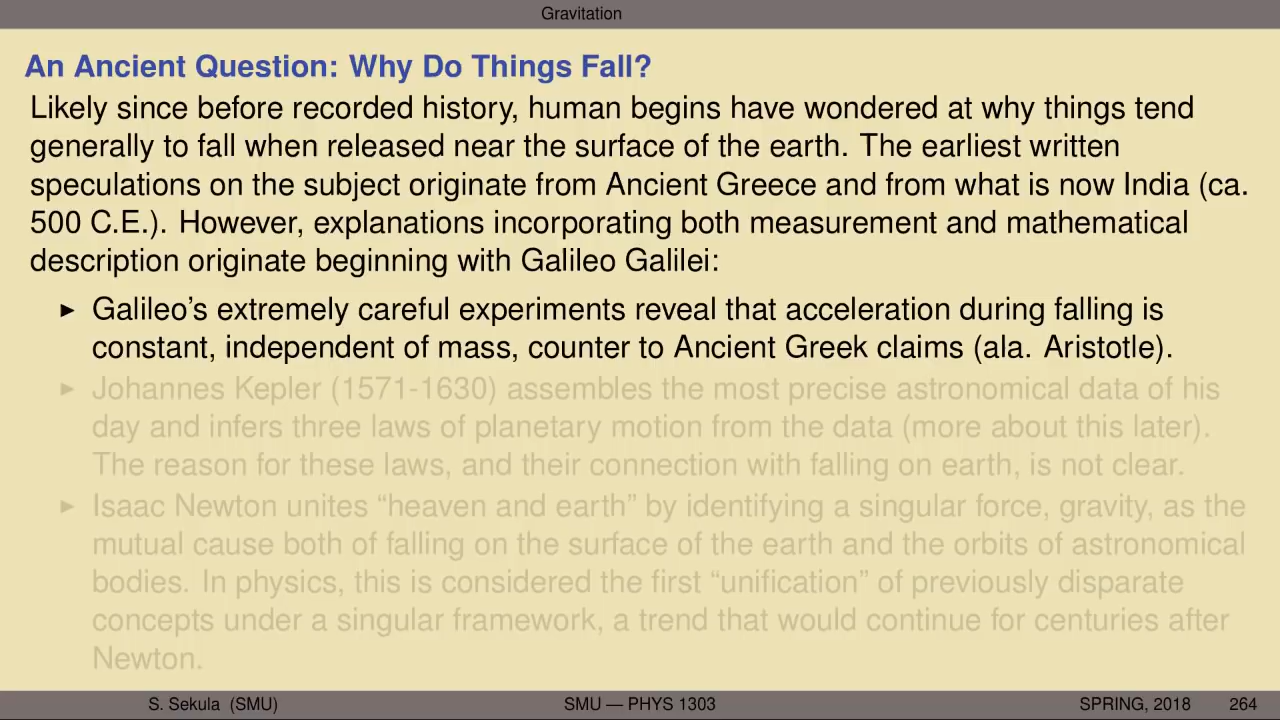 Gravitation
An Ancient Question: Why Do Things Fall?
Likely since before recorded history, human begins have wondered at why things tend
generally to fall when released near the surface of the earth. The earliest written
speculations on the subject originate from Ancient Greece and from what is now India (ca.
500 C.E.). However, explanations incorporating both measurement and mathematical
description originate beginning with Galileo Galilei:
▶ Galileo's extremely careful experiments reveal that acceleration during falling is
constant, independent of mass, counter to Ancient Greek claims (ala. Aristotle).
▶ Johannes Kepler (1571-1630) assembles the most precise astronomical data of his
day and infers three laws of planetary motion from the data (more about this later).
The reason for these laws, and their connection with falling on earth, is not clear.
▶ Isaac Newton unites “heaven and earth” by identifying a singular force, gravity, as the
mutual cause both of falling on the surface of the earth and the orbits of astronomical
bodies. In physics, this is considered the first “unification” of previously disparate
concepts under a singular framework, a trend that would continue for centuries after
Newton.
S. Sekula (SMU) SMU — PHYS 1303 SPRING, 2018 264